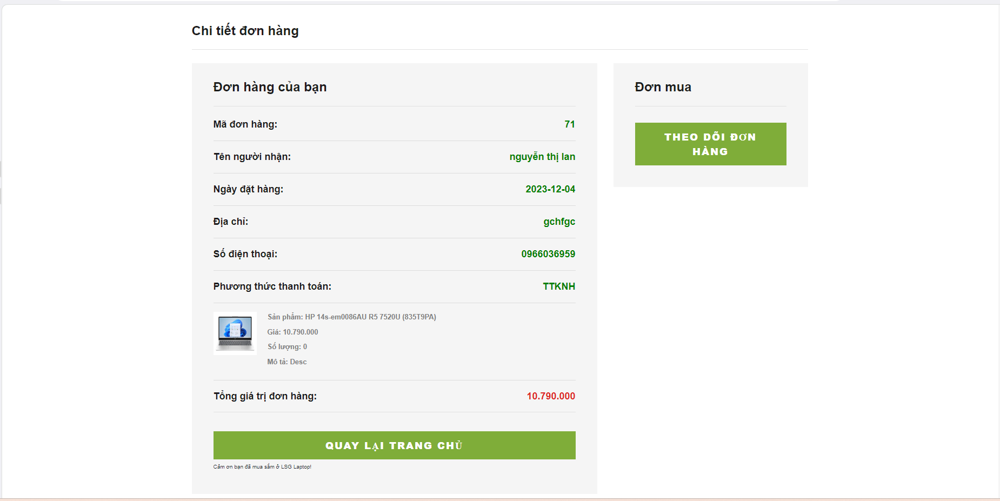 Chi tiết đơn hàng
Đơn hàng của bạn
Mã đơn hàng: 71
Tên người nhận: nguyễn thị lan
Ngày đặt hàng: 2023-12-04
Địa chỉ: gchfgc
Số điện thoại: 0966036959
Phương thức thanh toán: TTKNH
Sản phẩm: HP 14s-em0086AU R5 7520U (835T9PA)
Giá: 10.790.000
Số lượng: 0
Mô tả: Desc
Tổng giá trị đơn hàng: 10.790.000
QUAY LẠI TRANG CHỦ
Cảm ơn bạn đã mua sắm ở LSG Laptop!
Đơn mua
THEO DÕI ĐƠN
HÀNG